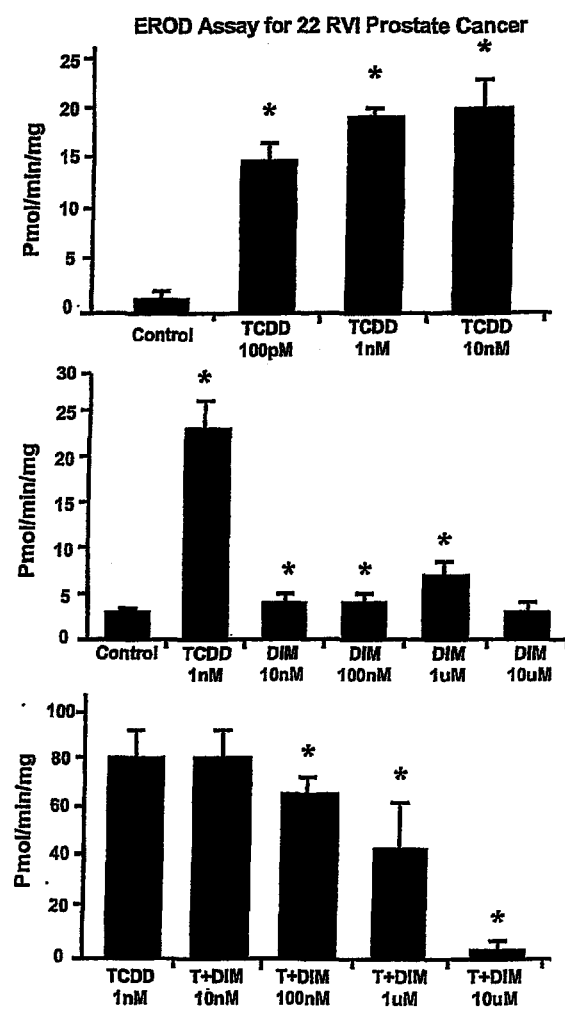 EROD Assay for 22 RVI Prostate Cancer
Pmol/min/mg
25
20
15
10
5
0
* * *
Control TCDD 100pM TCDD 1nM TCDD 10nM
Pmol/min/mg
30
25
20
15
10
5
0
* * * *
Control TCDD 1nM DIM 10nM DIM 100nM DIM 1uM DIM 10uM
Pmol/min/mg
100
80
60
40
20
0
* * *
TCDD 1nM T+DIM 10nM T+DIM 100nM T+DIM 1uM T+DIM 10uM